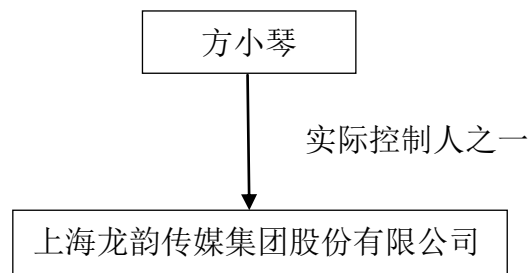 方小琴
实际控制人之一
上海龙韵传媒集团股份有限公司